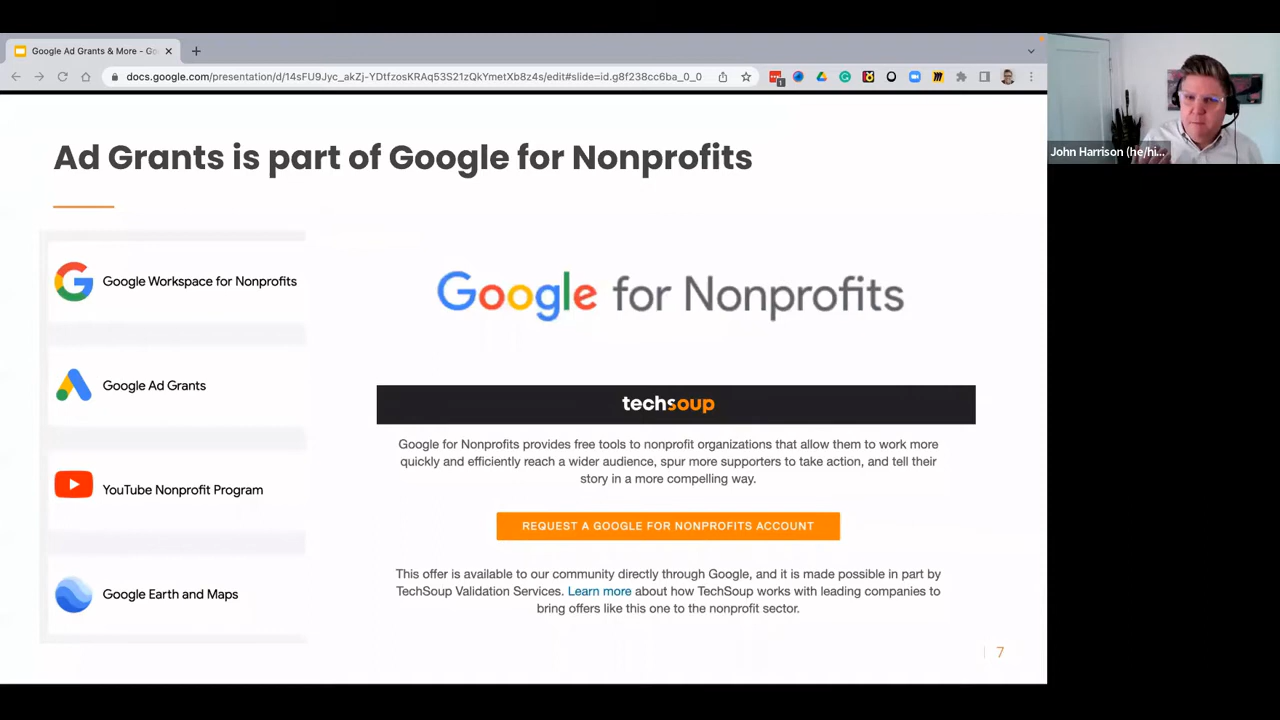 Google Ad Grants & More - Go
docs.google.com/presentation/d/14sFU9Jyc_akZj-YDtfzosKRAq53S21zQkYmetXb8z4s/edit#slide=id.g8f238cc6ba_0_0
John Harrison (he/hi...
Ad Grants is part of Google for Nonprofits
Google Workspace for Nonprofits
Google Ad Grants
YouTube Nonprofit Program
Google Earth and Maps
Google for Nonprofits
techsoup
Google for Nonprofits provides free tools to nonprofit organizations that allow them to work more
quickly and efficiently reach a wider audience, spur more supporters to take action, and tell their
story in a more compelling way.
REQUEST A GOOGLE FOR NONPROFITS ACCOUNT
This offer is available to our community directly through Google, and it is made possible in part by
TechSoup Validation Services. Learn more about how TechSoup works with leading companies to
bring offers like this one to the nonprofit sector.
7